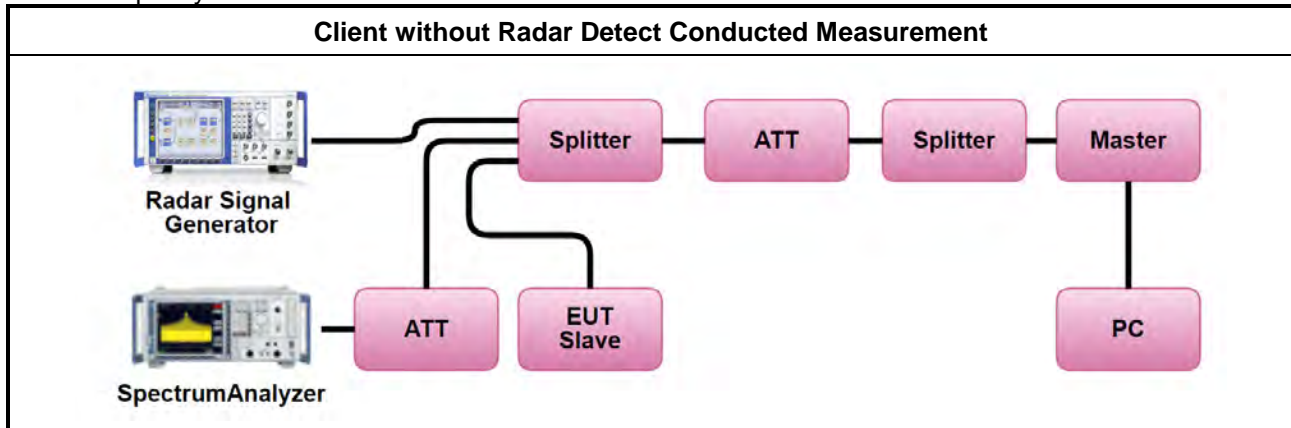 Client without Radar Detect Conducted Measurement
Radar Signal
Generator
Splitter
ATT
Splitter
Master
SpectrumAnalyzer
ATT
EUT
Slave
PC